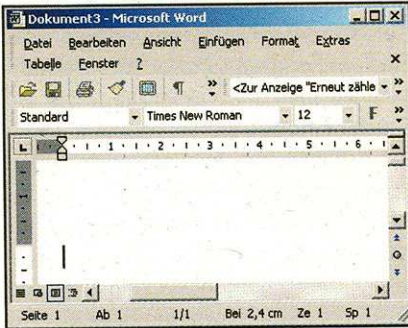 Dokument3 - Microsoft Word
Datei Bearbeiten Ansicht Einfügen Format Extras
Tabelle Fenster ?
<Zur Anzeige "Erneut zähle
Standard Times New Roman 12 F
1 2 3 4 5 6
1
Seite 1 Ab 1 1/1 Bei 2,4 cm Ze 1 Sp 1